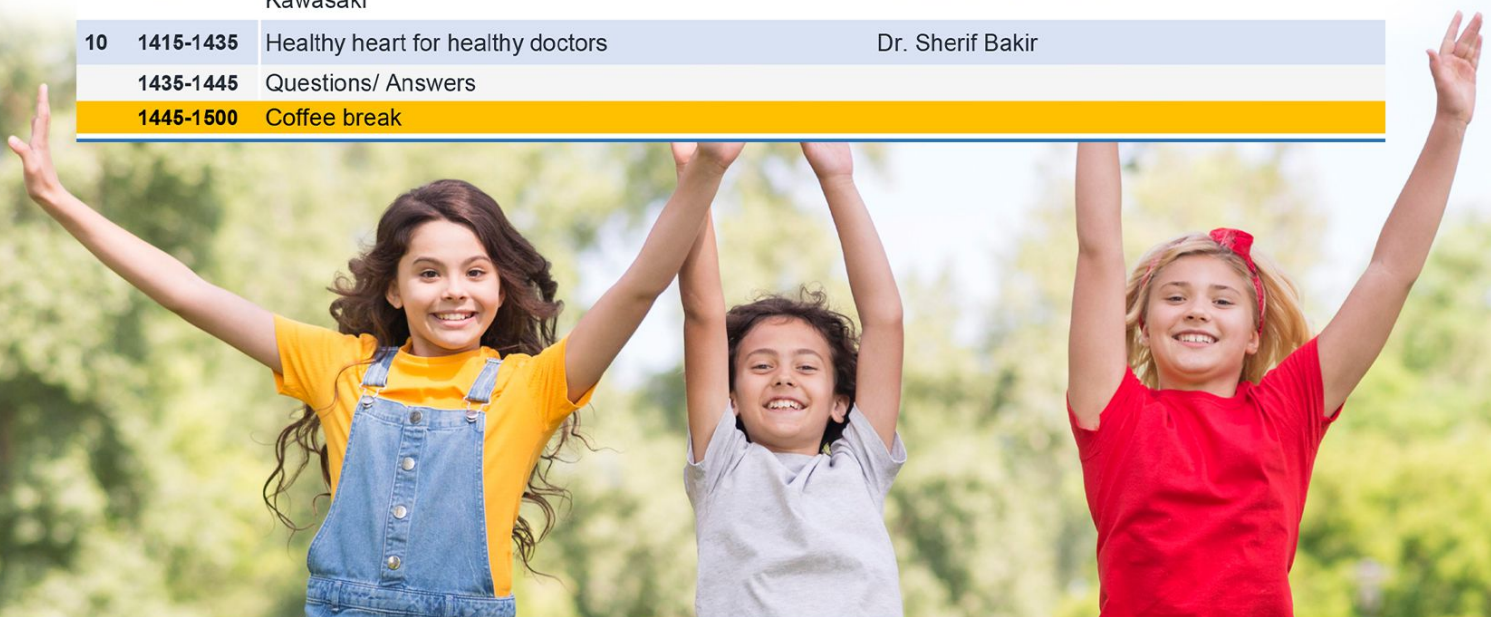 Kawasaki
10 1415-1435 Healthy heart for healthy doctors Dr. Sherif Bakir
1435-1445 Questions/ Answers
1445-1500 Coffee break